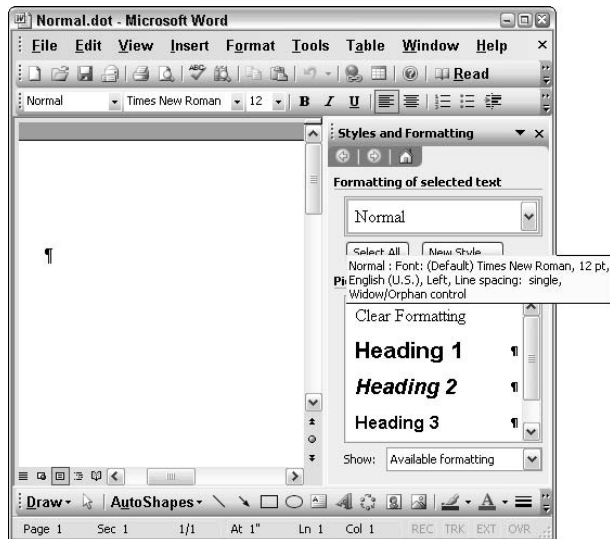 Normal.dot - Microsoft Word
File Edit View Insert Format Tools Table Window Help
Read
Normal Times New Roman 12 B I U
Styles and Formatting
Formatting of selected text
Normal
Select All New Style...
Normal : Font: (Default) Times New Roman, 12 pt,
English (U.S.), Left, Line spacing: single,
Widow/Orphan control
Clear Formatting
Heading 1 ¶
Heading 2 ¶
Heading 3 ¶
¶
Show: Available formatting
Draw AutoShapes
Page 1 Sec 1 1/1 At 1" Ln 1 Col 1 REC TRK EXT OVR